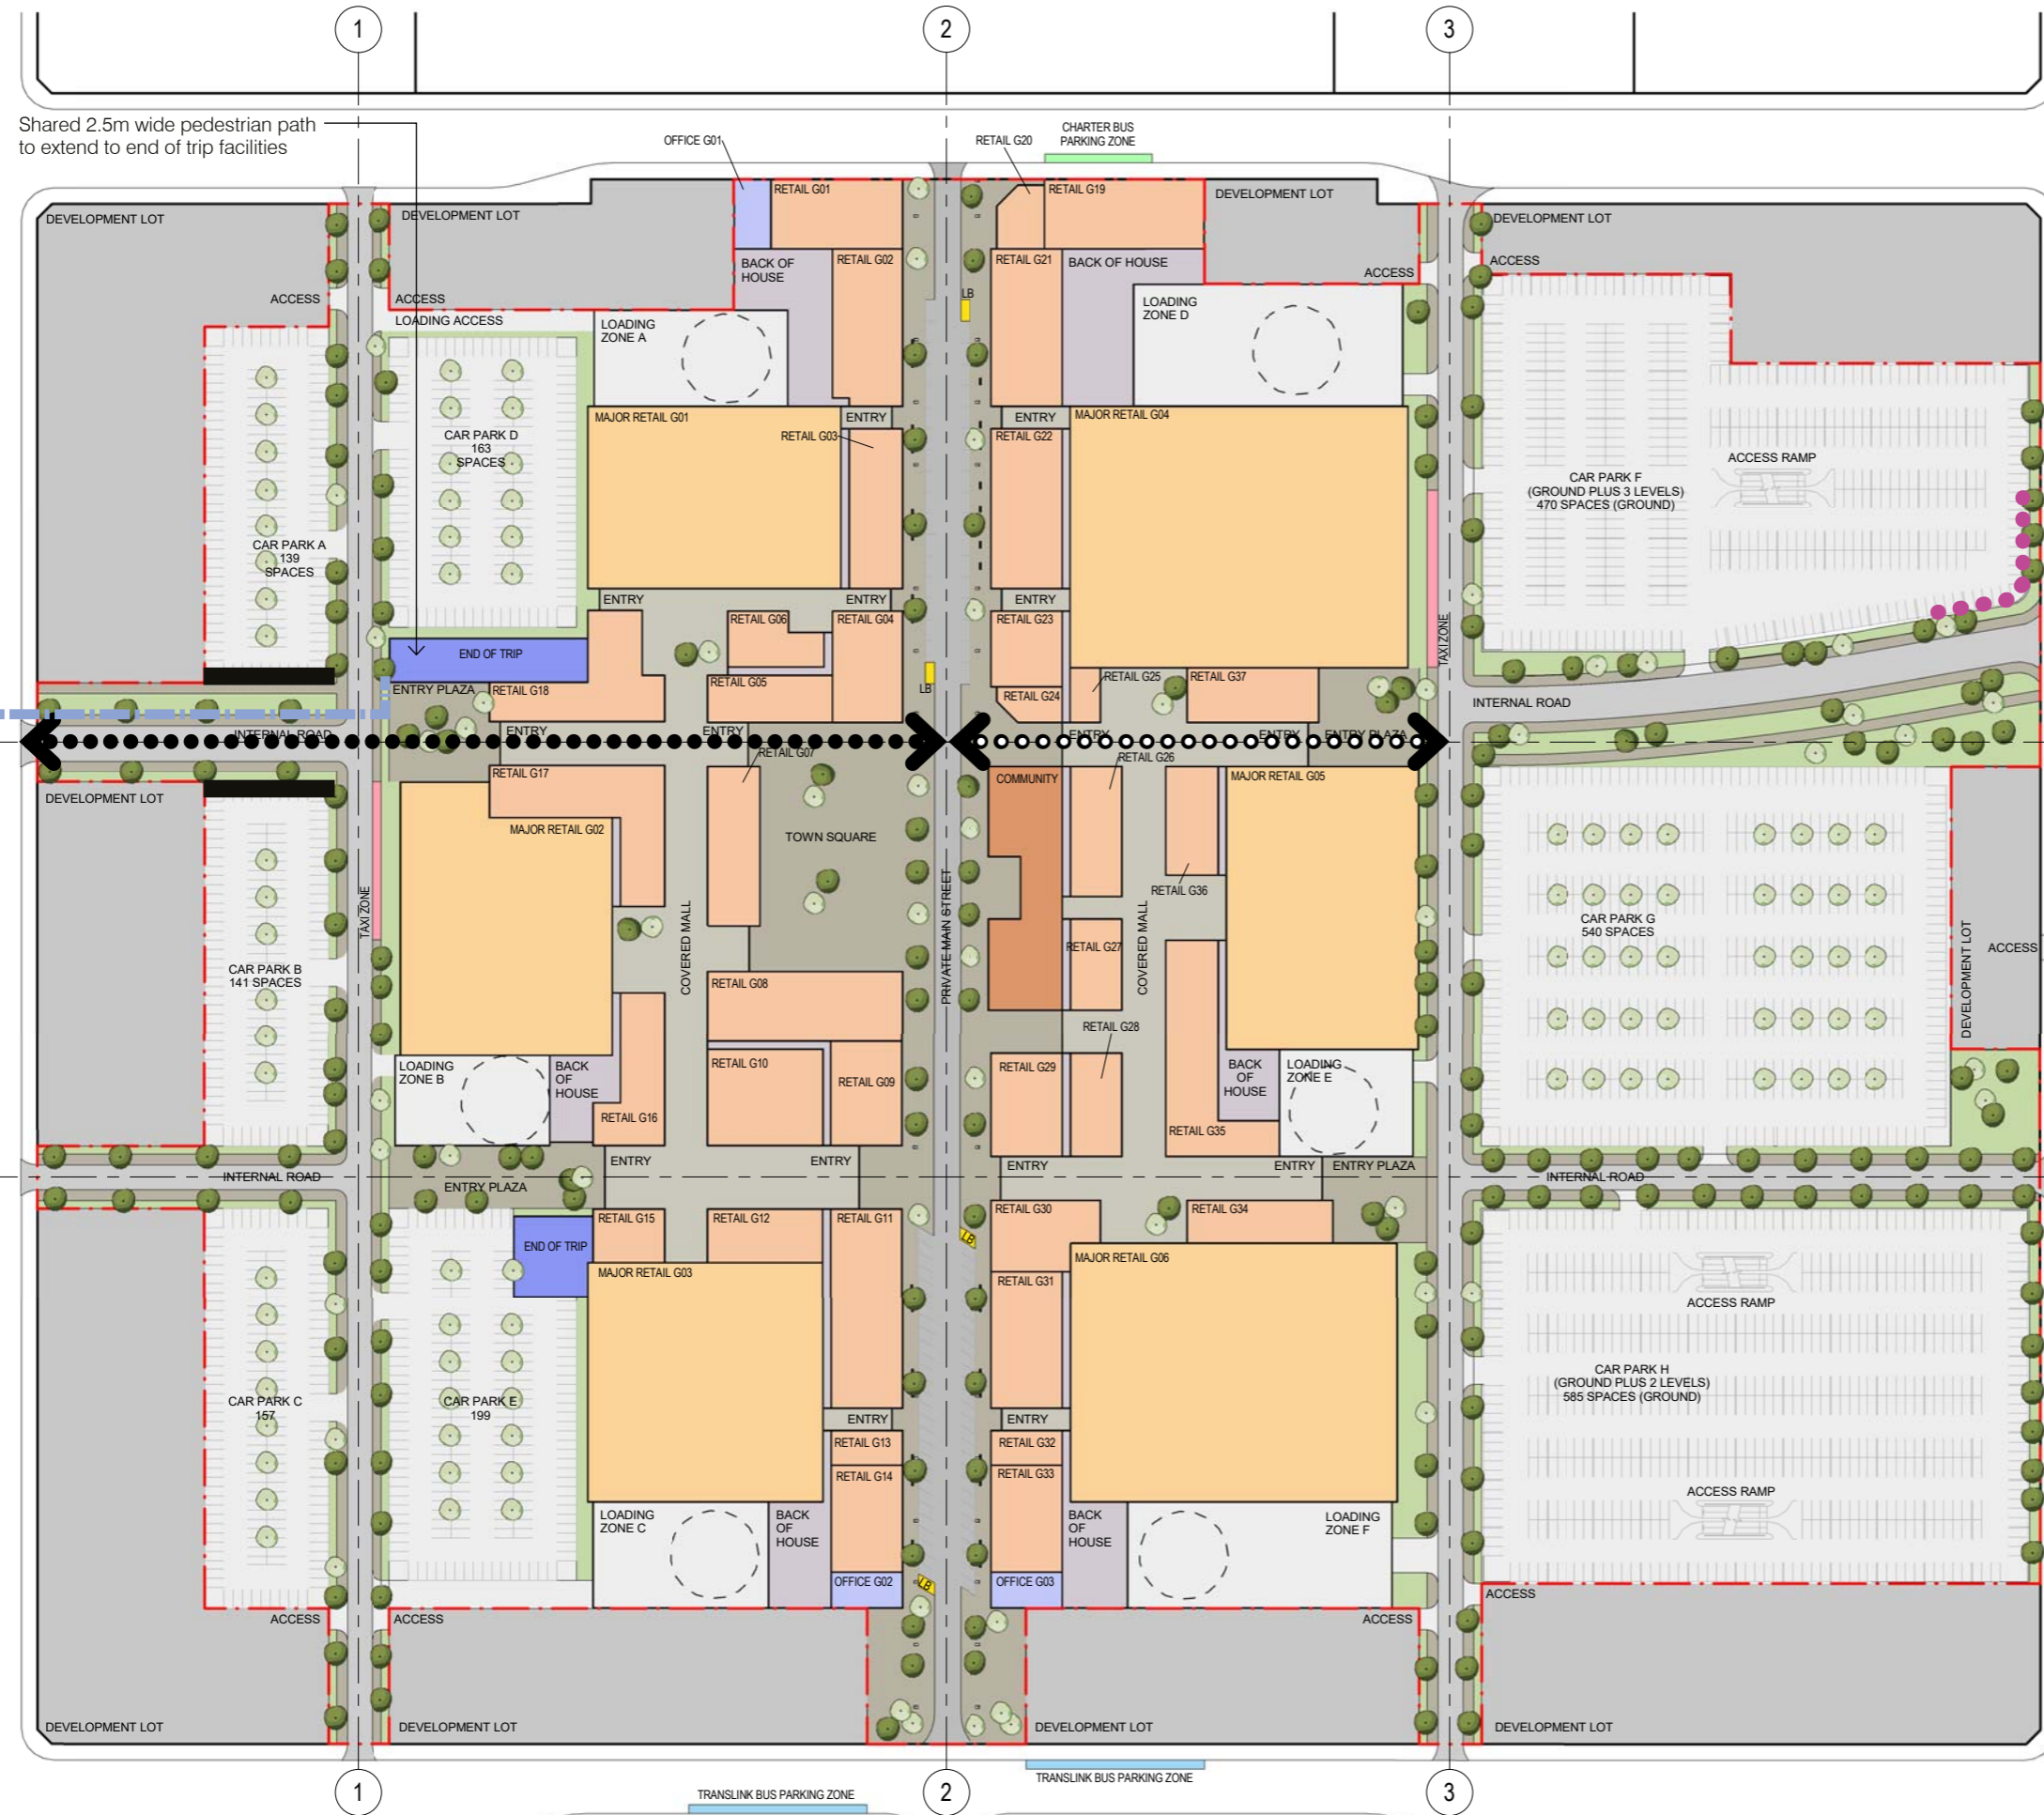 1
2
3
Shared 2.5m wide pedestrian path
to extend to end of trip facilities
OFFICE G01
RETAIL G20
CHARTER BUS
PARKING ZONE
DEVELOPMENT LOT
DEVELOPMENT LOT
RETAIL G01
RETAIL G19
DEVELOPMENT LOT
DEVELOPMENT LOT
BACK OF
HOUSE
RETAIL G02
RETAIL G21
BACK OF HOUSE
ACCESS
ACCESS
ACCESS
ACCESS
LOADING ACCESS
LOADING
ZONE A
LB
LOADING
ZONE D
MAJOR RETAIL G01
ENTRY
ENTRY
MAJOR RETAIL G04
CAR PARK D
163
SPACES
RETAIL G03
RETAIL G22
ACCESS RAMP
CAR PARK F
(GROUND PLUS 3 LEVELS)
470 SPACES (GROUND)
CAR PARK A
139
SPACES
ENTRY
ENTRY
ENTRY
RETAIL G06
RETAIL G04
RETAIL G23
TAXI ZONE
END OF TRIP
ENTRY PLAZA
RETAIL G18
RETAIL G05
LB
RETAIL G24
RETAIL G25
RETAIL G37
INTERNAL ROAD
INTERNAL ROAD
ENTRY
ENTRY
ENTRY
ENTRY
ENTRY PLAZA
RETAIL G07
RETAIL G26
RETAIL G17
COMMUNITY
MAJOR RETAIL G05
DEVELOPMENT LOT
MAJOR RETAIL G02
TOWN SQUARE
TAXI ZONE
COVERED MALL
PRIVATE MAIN STREET
COVERED MALL
RETAIL G36
CAR PARK G
540 SPACES
DEVELOPMENT LOT
ACCESS
RETAIL G27
CAR PARK B
141 SPACES
RETAIL G08
RETAIL G28
LOADING
ZONE B
BACK
OF
HOUSE
RETAIL G10
RETAIL G09
RETAIL G29
BACK
OF
HOUSE
LOADING
ZONE E
RETAIL G16
RETAIL G35
INTERNAL ROAD
ENTRY PLAZA
ENTRY
ENTRY
ENTRY
ENTRY
ENTRY PLAZA
INTERNAL ROAD
RETAIL G15
RETAIL G12
RETAIL G11
RETAIL G30
RETAIL G34
END OF TRIP
LB
MAJOR RETAIL G03
MAJOR RETAIL G06
RETAIL G31
ACCESS RAMP
CAR PARK H
(GROUND PLUS 2 LEVELS)
585 SPACES (GROUND)
CAR PARK C
157
CAR PARK E
199
ENTRY
ENTRY
RETAIL G13
RETAIL G32
RETAIL G14
RETAIL G33
ACCESS RAMP
LOADING
ZONE C
BACK
OF
HOUSE
BACK
OF
HOUSE
LOADING
ZONE F
OFFICE G02
LB
OFFICE G03
ACCESS
ACCESS
ACCESS
ACCESS
DEVELOPMENT LOT
DEVELOPMENT LOT
DEVELOPMENT LOT
DEVELOPMENT LOT
TRANSLINK BUS PARKING ZONE
TRANSLINK BUS PARKING ZONE
1
2
3